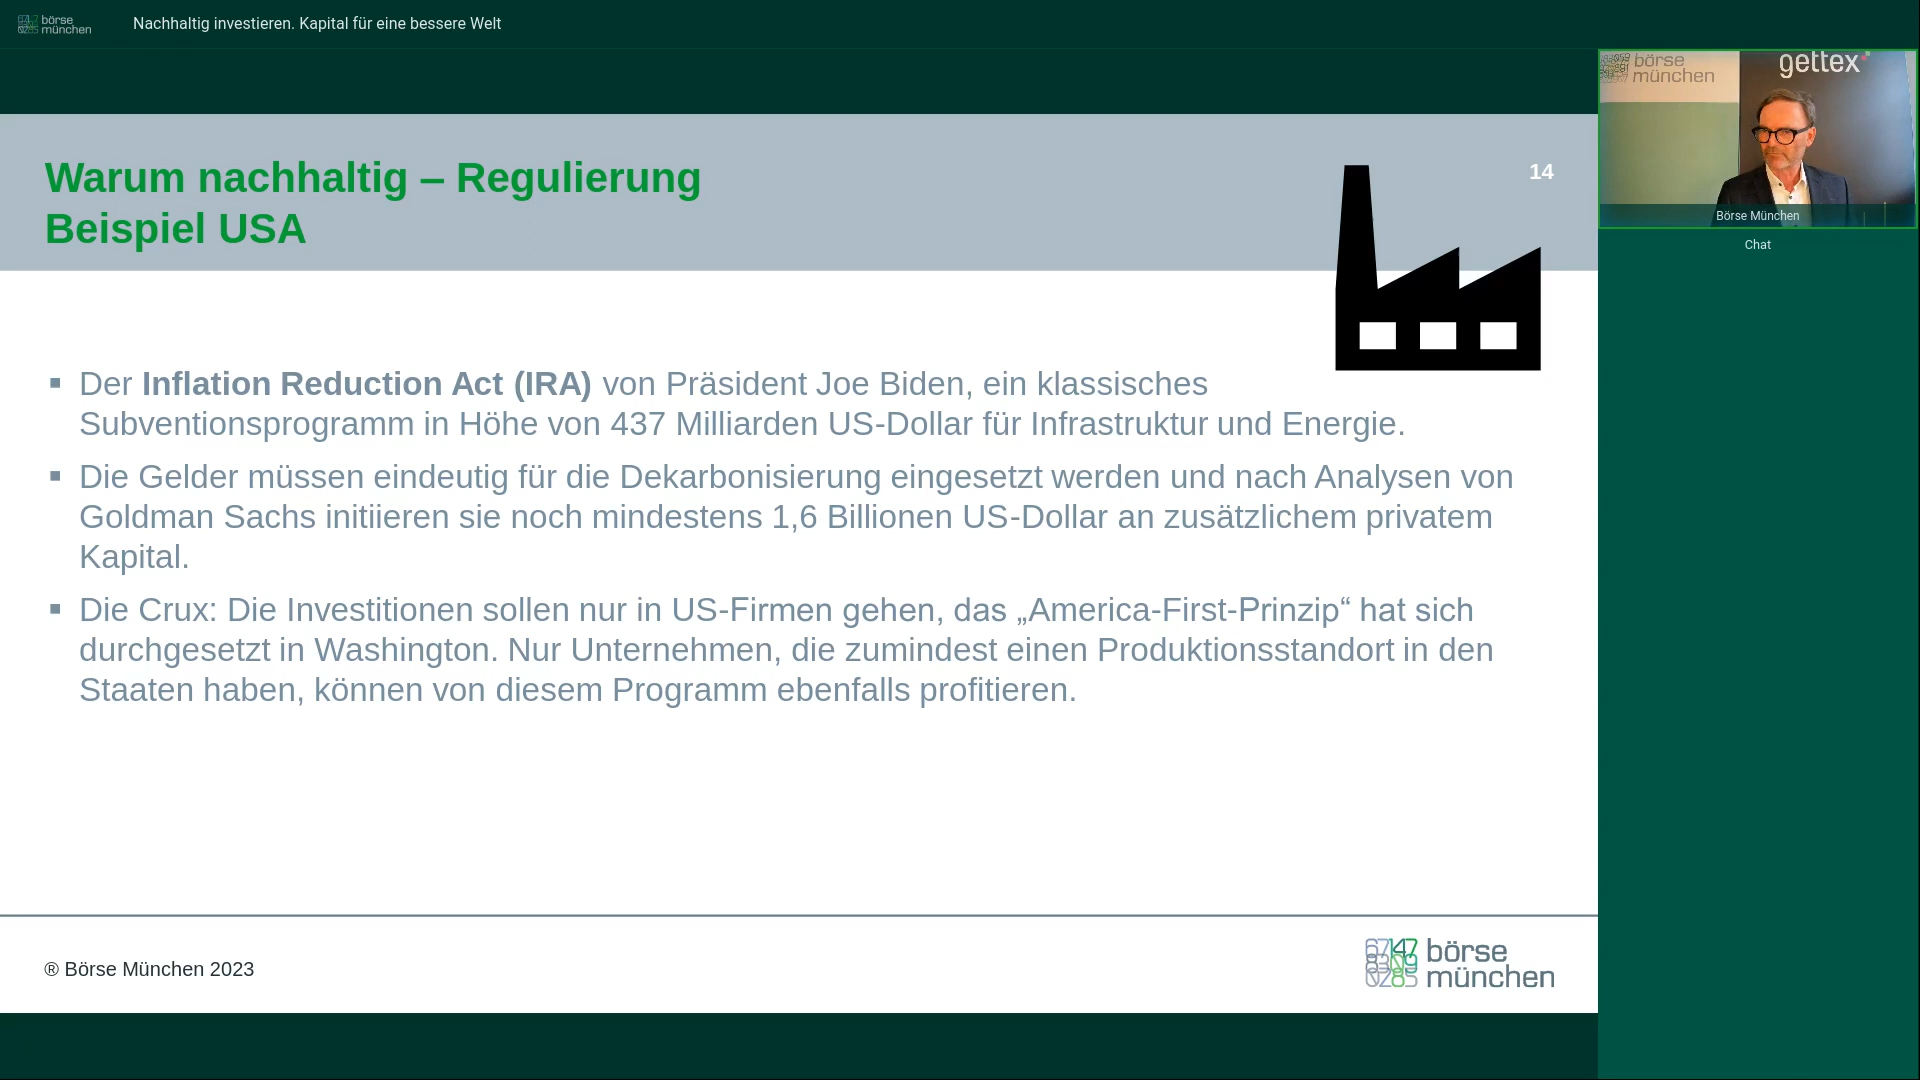 börse
münchen
Nachhaltig investieren. Kapital für eine bessere Welt
Warum nachhaltig – Regulierung
Beispiel USA
14
▪ Der Inflation Reduction Act (IRA) von Präsident Joe Biden, ein klassisches
Subventionsprogramm in Höhe von 437 Milliarden US-Dollar für Infrastruktur und Energie.
▪ Die Gelder müssen eindeutig für die Dekarbonisierung eingesetzt werden und nach Analysen von
Goldman Sachs initiieren sie noch mindestens 1,6 Billionen US-Dollar an zusätzlichem privatem
Kapital.
▪ Die Crux: Die Investitionen sollen nur in US-Firmen gehen, das „America-First-Prinzip“ hat sich
durchgesetzt in Washington. Nur Unternehmen, die zumindest einen Produktionsstandort in den
Staaten haben, können von diesem Programm ebenfalls profitieren.
® Börse München 2023
67147
86309
0285
börse
münchen
börse
münchen
gettex
Börse München
Chat